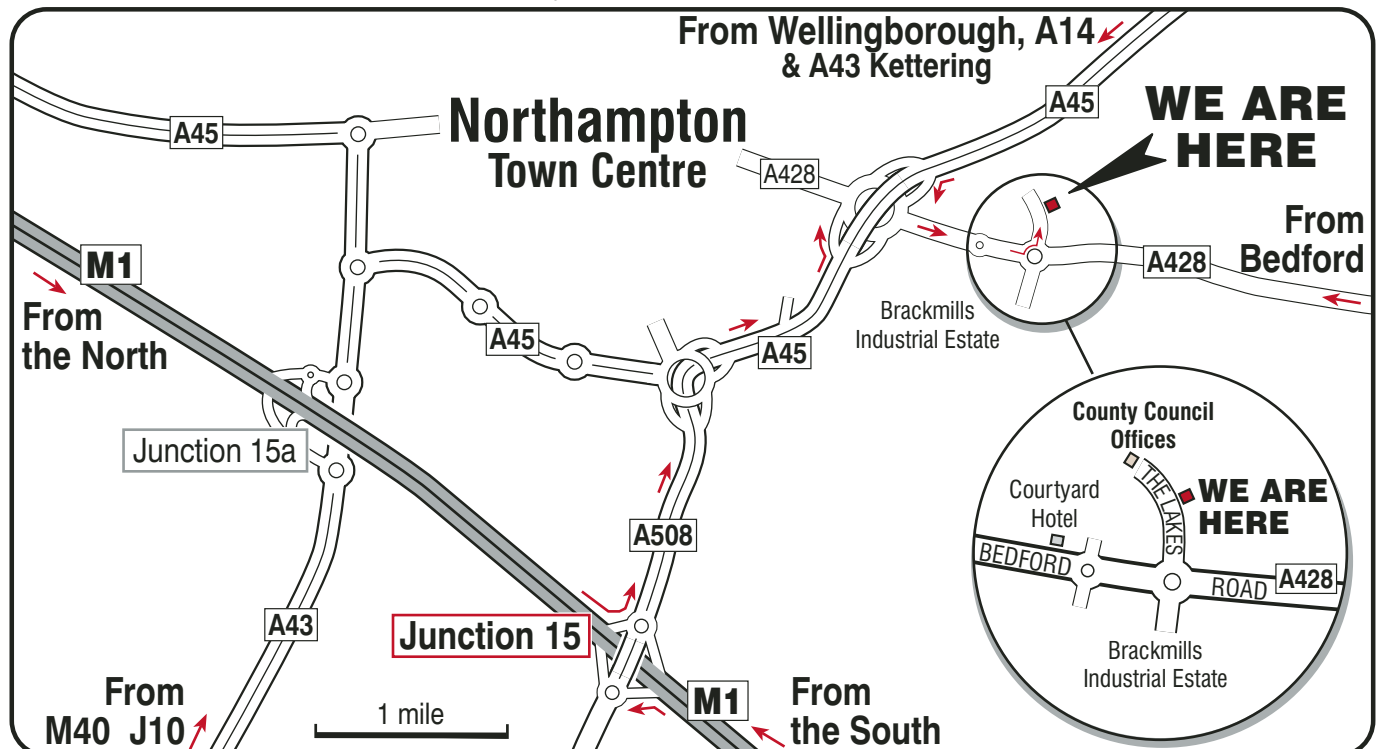 From Wellingborough, A14
& A43 Kettering
A45
WE ARE
HERE
A45
Northampton
Town Centre
A428
From
Bedford
A428
M1
From
the North
Brackmills
Industrial Estate
A45
A45
Junction 15a
County Council
Offices
THE LAKES
WE ARE
HERE
Courtyard
Hotel
BEDFORD
ROAD
A428
Brackmills
Industrial Estate
A508
A43
Junction 15
From
M40 J10
1 mile
M1
From
the South